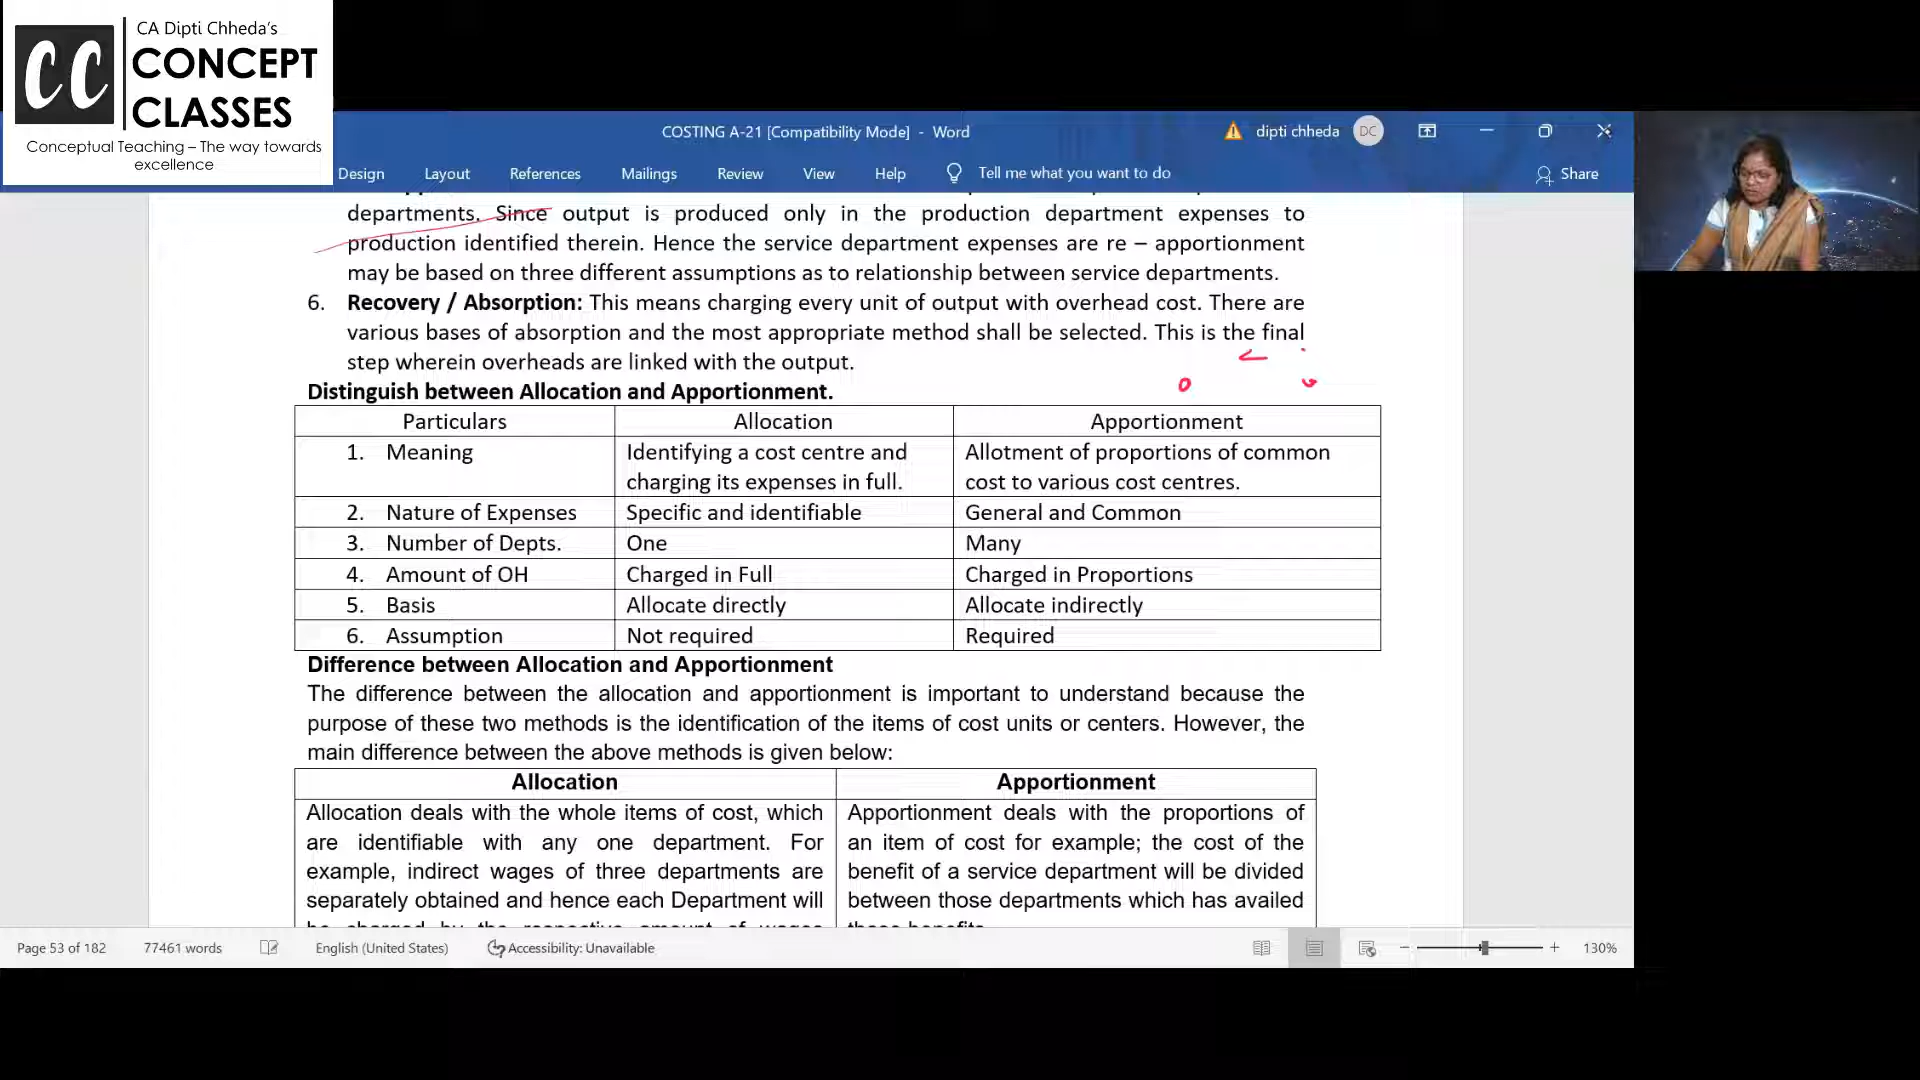 CA Dipti Chheda's
CC
CONCEPT
CLASSES
Conceptual Teaching – The way towards
excellence
COSTING A-21 [Compatibility Mode] - Word
dipti chheda
DC
Design Layout References Mailings Review View Help Tell me what you want to do
Share
departments. Since output is produced only in the production department expenses to
production identified therein. Hence the service department expenses are re – apportionment
may be based on three different assumptions as to relationship between service departments.
6. Recovery / Absorption: This means charging every unit of output with overhead cost. There are
various bases of absorption and the most appropriate method shall be selected. This is the final
step wherein overheads are linked with the output.
Distinguish between Allocation and Apportionment.
Particulars Allocation Apportionment
1. Meaning Identifying a cost centre and Allotment of proportions of common
charging its expenses in full. cost to various cost centres.
2. Nature of Expenses Specific and identifiable General and Common
3. Number of Depts. One Many
4. Amount of OH Charged in Full Charged in Proportions
5. Basis Allocate directly Allocate indirectly
6. Assumption Not required Required
Difference between Allocation and Apportionment
The difference between the allocation and apportionment is important to understand because the
purpose of these two methods is the identification of the items of cost units or centers. However, the
main difference between the above methods is given below:
Allocation Apportionment
Allocation deals with the whole items of cost, which Apportionment deals with the proportions of
are identifiable with any one department. For an item of cost for example; the cost of the
example, indirect wages of three departments are benefit of a service department will be divided
separately obtained and hence each Department will between those departments which has availed
Page 53 of 182 77461 words English (United States) Accessibility: Unavailable 130%